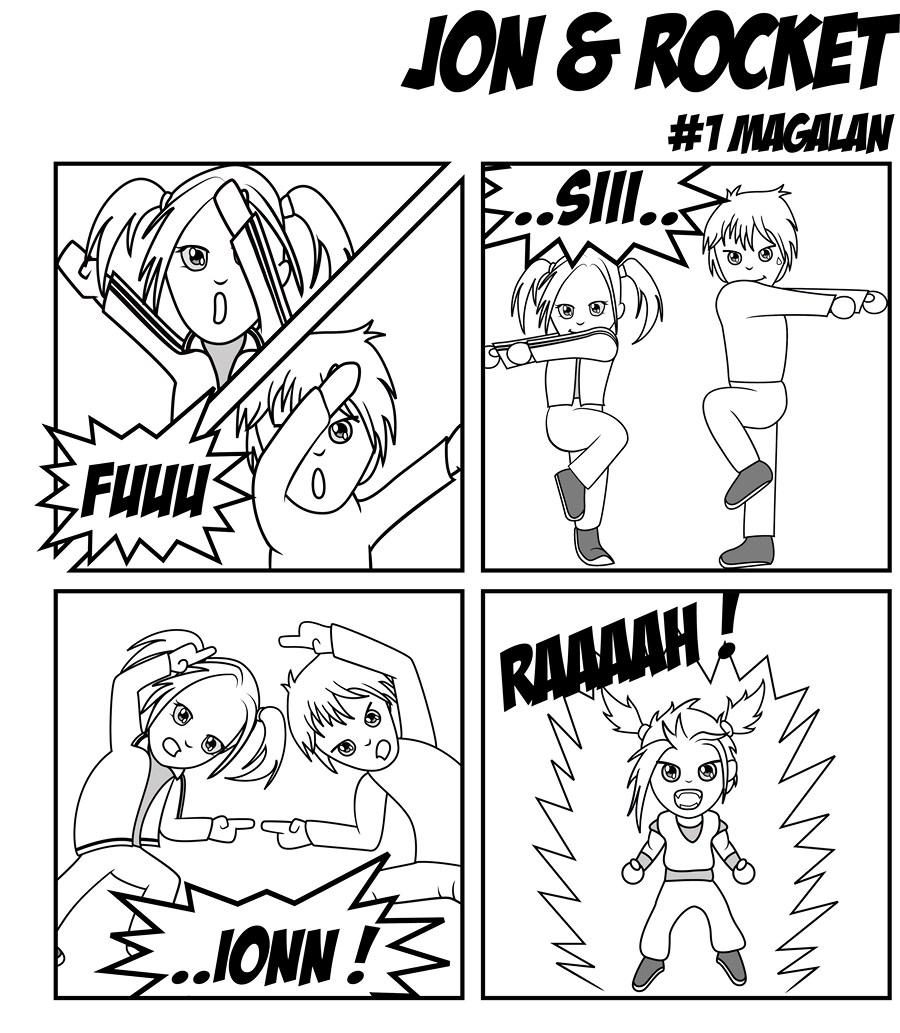 JON & ROCKET
#1 MAGALAN
FUUU
..SIII..
..IONN !
RAAAAH !